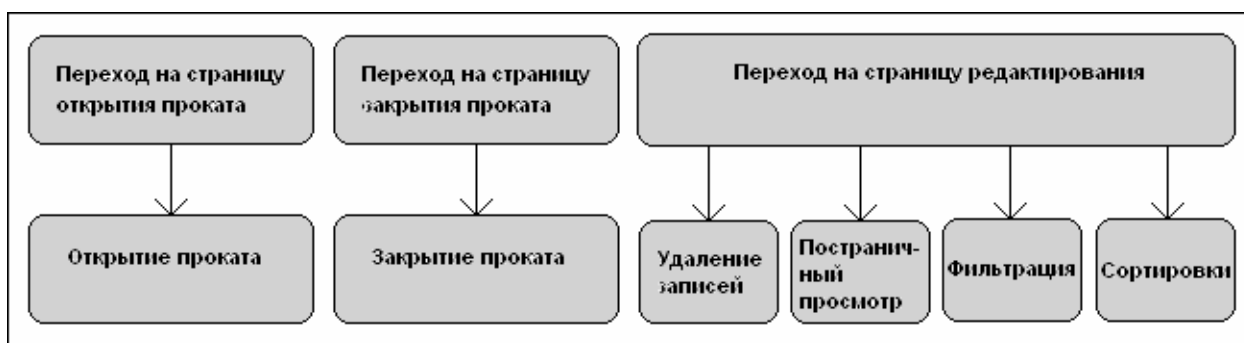 Переход на страницу
открытия проката
Переход на страницу
закрытия проката
Переход на страницу редактирования
Открытие проката
Закрытие проката
Удаление
записей
Постранич-
ный
просмотр
Фильтрация
Сортировки